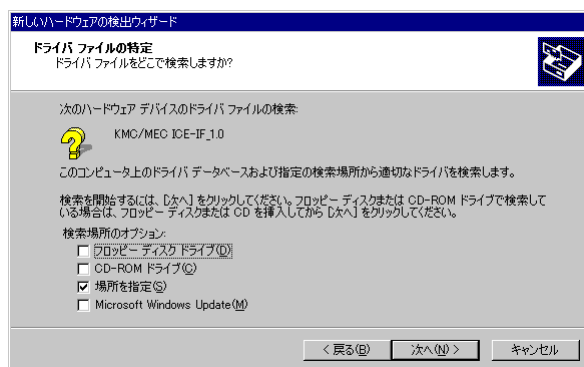 新しいハードウェアの検出ウィザード
ドライバ ファイルの特定
ドライバ ファイルをどこで検索しますか?
次のハードウェア デバイスのドライバ ファイルの検索:
KMC/MEC ICE-IF_1.0
このコンピュータ上のドライバ データベースおよび指定の検索場所から適切なドライバを検索します。
検索を開始するには、[次へ] をクリックしてください。フロッピー ディスクまたは CD-ROM ドライブで検索して
いる場合は、フロッピー ディスクまたは CD を挿入してから [次へ] をクリックしてください。
検索場所のオプション:
フロッピー ディスク ドライブ(D)
CD-ROM ドライブ(C)
場所を指定(S)
Microsoft Windows Update(M)
< 戻る(B) 次へ(N) > キャンセル